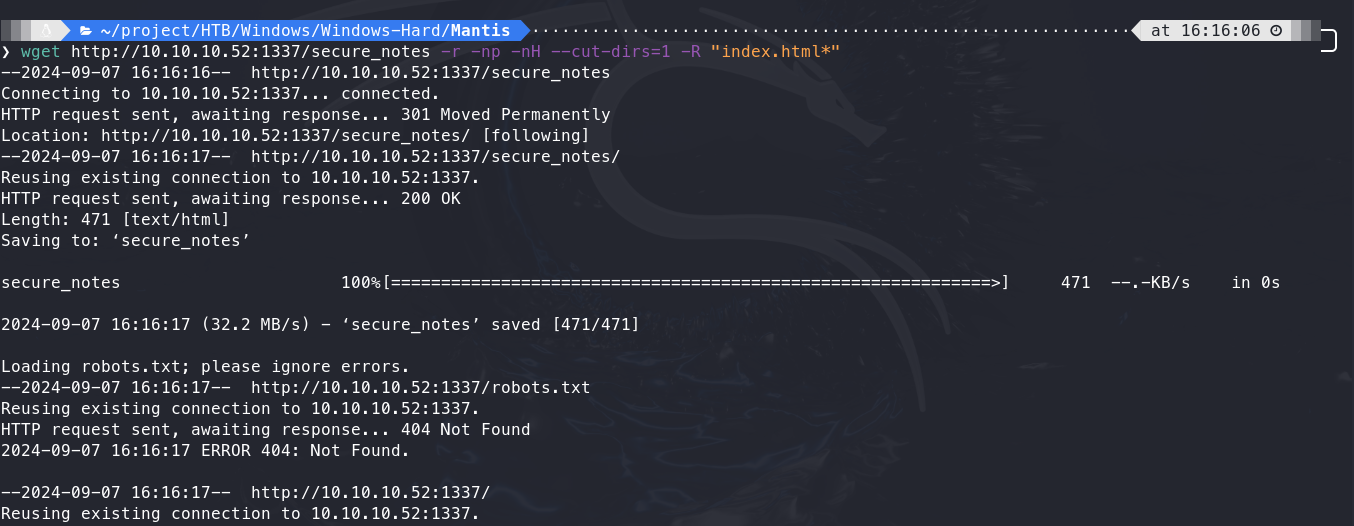 ~/project/HTB/Windows/Windows-Hard/Mantis at 16:16:06
❯ wget http://10.10.10.52:1337/secure_notes -r -np -nH --cut-dirs=1 -R "index.html*"
--2024-09-07 16:16:16--  http://10.10.10.52:1337/secure_notes
Connecting to 10.10.10.52:1337... connected.
HTTP request sent, awaiting response... 301 Moved Permanently
Location: http://10.10.10.52:1337/secure_notes/ [following]
--2024-09-07 16:16:17--  http://10.10.10.52:1337/secure_notes/
Reusing existing connection to 10.10.10.52:1337.
HTTP request sent, awaiting response... 200 OK
Length: 471 [text/html]
Saving to: ‘secure_notes’
secure_notes                      100%[============================================================>]     471  --.-KB/s    in 0s
2024-09-07 16:16:17 (32.2 MB/s) - ‘secure_notes’ saved [471/471]
Loading robots.txt; please ignore errors.
--2024-09-07 16:16:17--  http://10.10.10.52:1337/robots.txt
Reusing existing connection to 10.10.10.52:1337.
HTTP request sent, awaiting response... 404 Not Found
2024-09-07 16:16:17 ERROR 404: Not Found.
--2024-09-07 16:16:17--  http://10.10.10.52:1337/
Reusing existing connection to 10.10.10.52:1337.